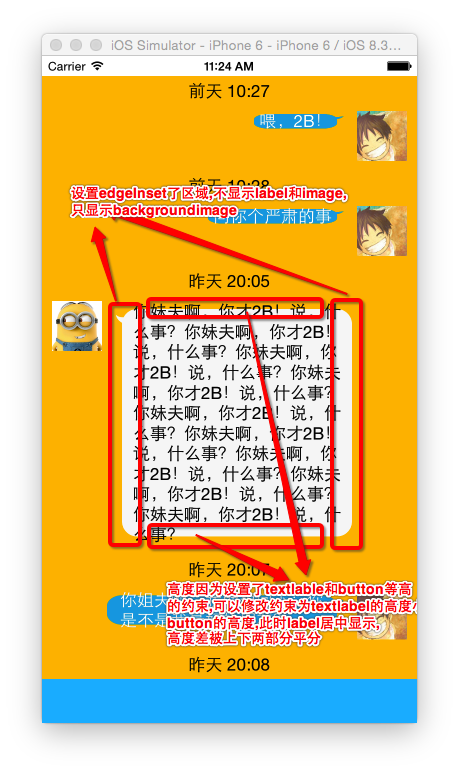 iOS Simulator - iPhone 6 - iPhone 6 / iOS 8.3...
Carrier 11:24 AM
前天 10:27
喂，2B！
前天 10:28
设置edgeInset了区域,不显示label和image,
只显示backgroundimage
你个严肃的事
昨天 20:05
你妹夫啊，你才2B！说，什
么事？你妹夫啊，你才2B！
说，什么事？你妹夫啊，你
才2B！说，什么事？你妹夫
啊，你才2B！说，什么事？
你妹夫啊，你才2B！说，什
么事？你妹夫啊，你才2B！
说，什么事？你妹夫啊，你
才2B！说，什么事？你妹夫
啊，你才2B！说，什么事？
你妹夫啊，你才2B！说，什
么事？
昨天 20:07
高度因为设置了textlable和button等高
的约束,可以修改约束为textlabel的高度小
button的高度,此时label居中显示,
高度差被上下两部分平分
你姐夫
是不是
昨天 20:08